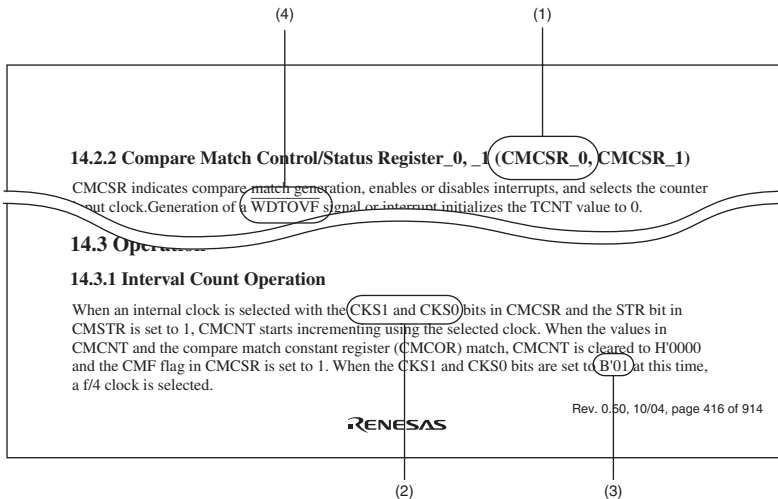 (4)
(1)
14.2.2 Compare Match Control/Status Register_0, _1 (CMCSR_0, CMCSR_1)
CMCSR indicates compare match generation, enables or disables interrupts, and selects the counter
input clock.Generation of a WDTOVF signal or interrupt initializes the TCNT value to 0.
14.3 Operation
14.3.1 Interval Count Operation
When an internal clock is selected with the CKS1 and CKS0 bits in CMCSR and the STR bit in
CMSTR is set to 1, CMCNT starts incrementing using the selected clock. When the values in
CMCNT and the compare match constant register (CMCOR) match, CMCNT is cleared to H'0000
and the CMF flag in CMCSR is set to 1. When the CKS1 and CKS0 bits are set to B'01 at this time,
a f/4 clock is selected.
Rev. 0.50, 10/04, page 416 of 914
RENESAS
(2)
(3)